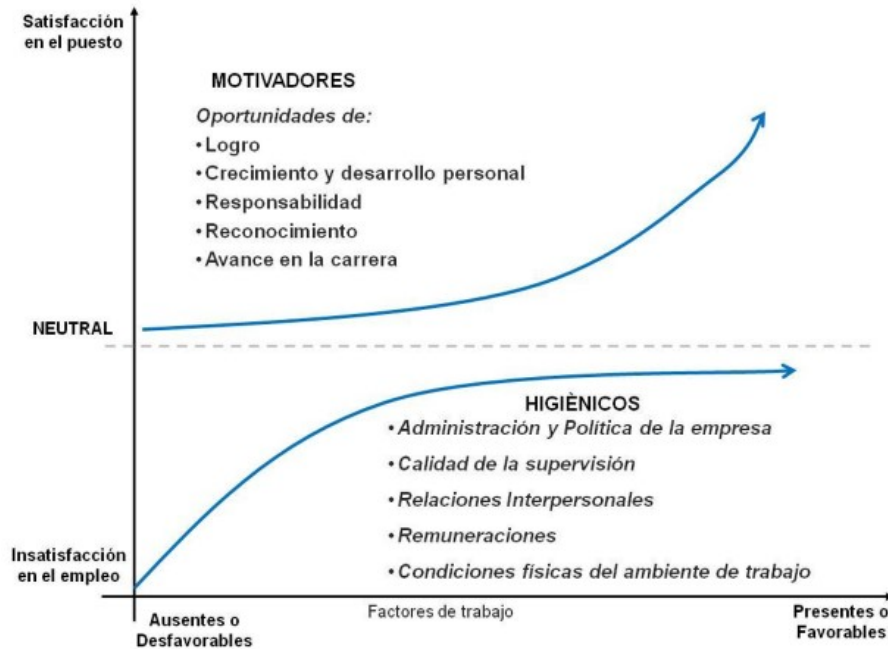 Satisfacción
en el puesto
MOTIVADORES
Oportunidades de:
•Logro
•Crecimiento y desarrollo personal
•Responsabilidad
•Reconocimiento
•Avance en la carrera
NEUTRAL
HIGIÈNICOS
•Administración y Política de la empresa
•Calidad de la supervisión
•Relaciones Interpersonales
•Remuneraciones
•Condiciones físicas del ambiente de trabajo
Insatisfacción
en el empleo
Ausentes o
Desfavorables
Factores de trabajo
Presentes o
Favorables